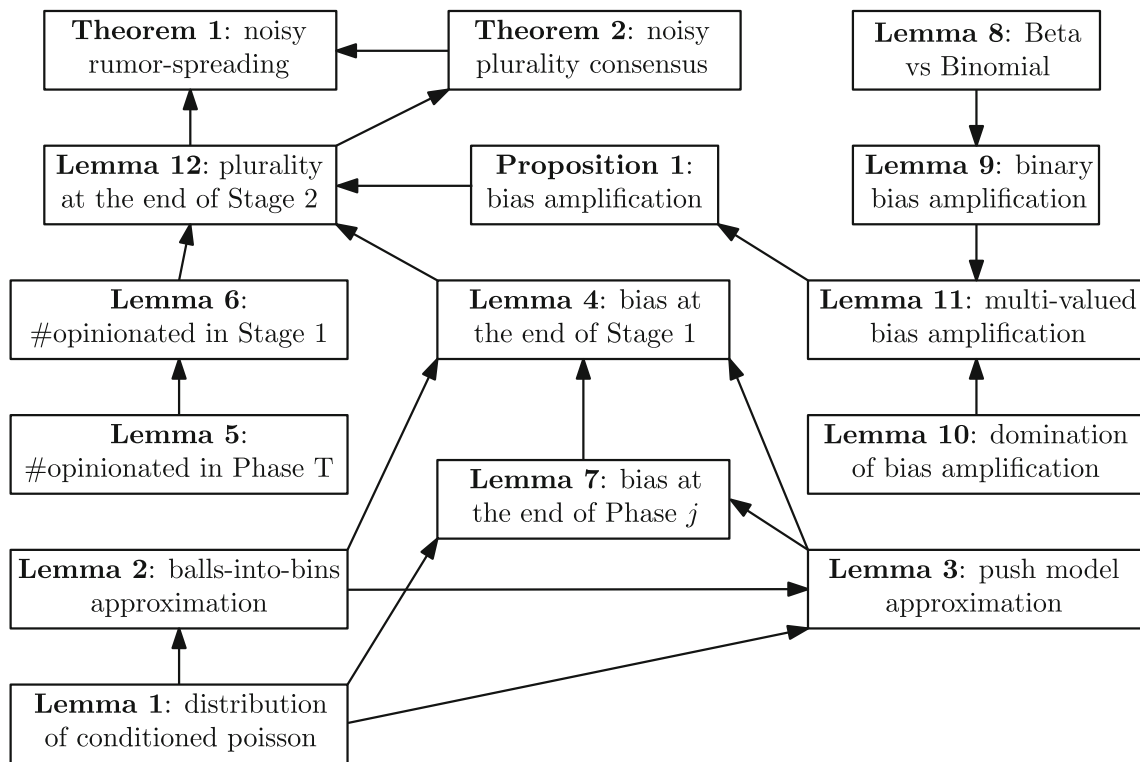 Theorem 1: noisy
rumor-spreading
Theorem 2: noisy
plurality consensus
Lemma 8: Beta
vs Binomial
Lemma 12: plurality
at the end of Stage 2
Proposition 1:
bias amplification
Lemma 9: binary
bias amplification
Lemma 6:
#opinionated in Stage 1
Lemma 4: bias at
the end of Stage 1
Lemma 11: multi-valued
bias amplification
Lemma 5:
#opinionated in Phase T
Lemma 10: domination
of bias amplification
Lemma 7: bias at
the end of Phase j
Lemma 2: balls-into-bins
approximation
Lemma 3: push model
approximation
Lemma 1: distribution
of conditioned poisson